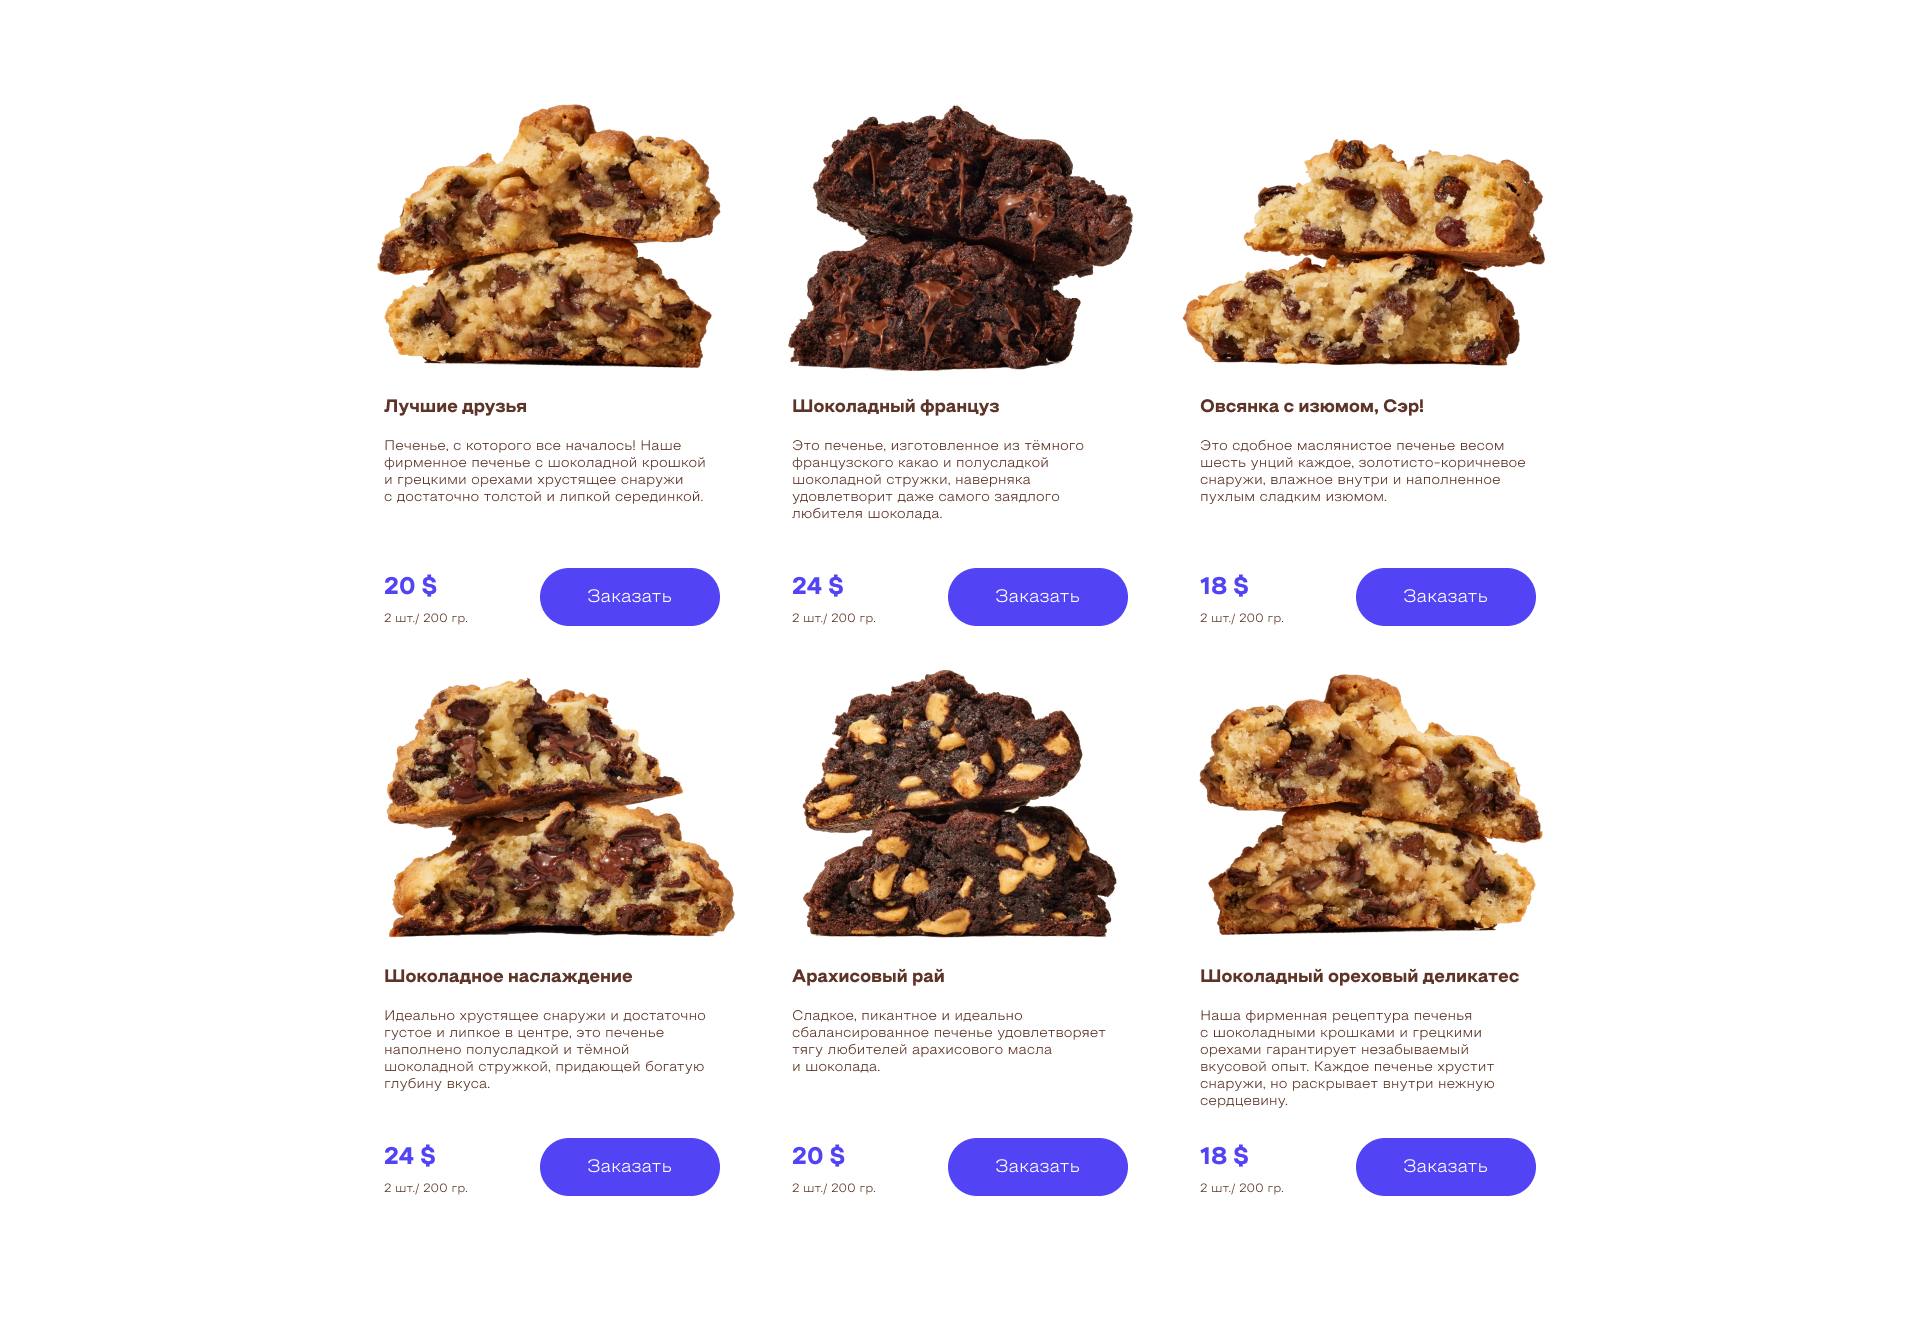 Лучшие друзья
Печенье, с которого все началось! Наше
фирменное печенье с шоколадной крошкой
и грецкими орехами хрустящее снаружи
с достаточно толстой и липкой серединкой.
20 $
2 шт./ 200 гр.
Заказать
Шоколадный француз
Это печенье, изготовленное из тёмного
французского какао и полусладкой
шоколадной стружки, наверняка
удовлетворит даже самого заядлого
любителя шоколада.
24 $
2 шт./ 200 гр.
Заказать
Овсянка с изюмом, Сэр!
Это сдобное маслянистое печенье весом
шесть унций каждое, золотисто-коричневое
снаружи, влажное внутри и наполненное
пухлым сладким изюмом.
18 $
2 шт./ 200 гр.
Заказать
Шоколадное наслаждение
Идеально хрустящее снаружи и достаточно
густое и липкое в центре, это печенье
наполнено полусладкой и тёмной
шоколадной стружкой, придающей богатую
глубину вкуса.
24 $
2 шт./ 200 гр.
Заказать
Арахисовый рай
Сладкое, пикантное и идеально
сбалансированное печенье удовлетворяет
тягу любителей арахисового масла
и шоколада.
20 $
2 шт./ 200 гр.
Заказать
Шоколадный ореховый деликатес
Наша фирменная рецептура печенья
с шоколадными крошками и грецкими
орехами гарантирует незабываемый
вкусовой опыт. Каждое печенье хрустит
снаружи, но раскрывает внутри нежную
сердцевину.
18 $
2 шт./ 200 гр.
Заказать